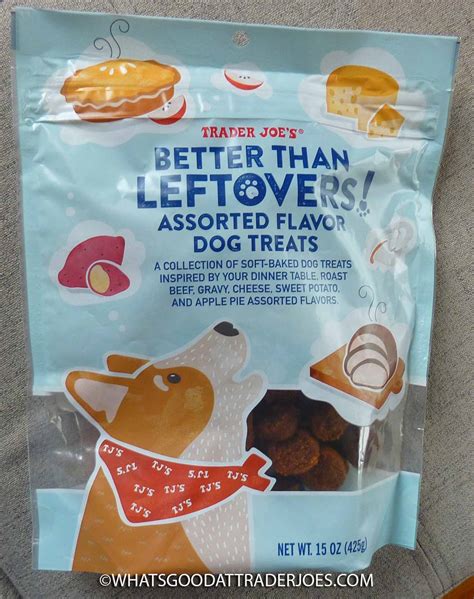 TRADER JOE'S®
BETTER THAN
LEFTOVERS!
ASSORTED FLAVOR
DOG TREATS
A COLLECTION OF SOFT-BAKED DOG TREATS
INSPIRED BY YOUR DINNER TABLE, ROAST
BEEF, GRAVY, CHEESE, SWEET POTATO,
AND APPLE PIE ASSORTED FLAVORS.
TJ'S TJ'S TJ'S
TJ'S TJ'S TJ'S
TJ'S TJ'S
NET WT. 15 OZ (425g)
©WHATSGOODATTRADERJOES.COM